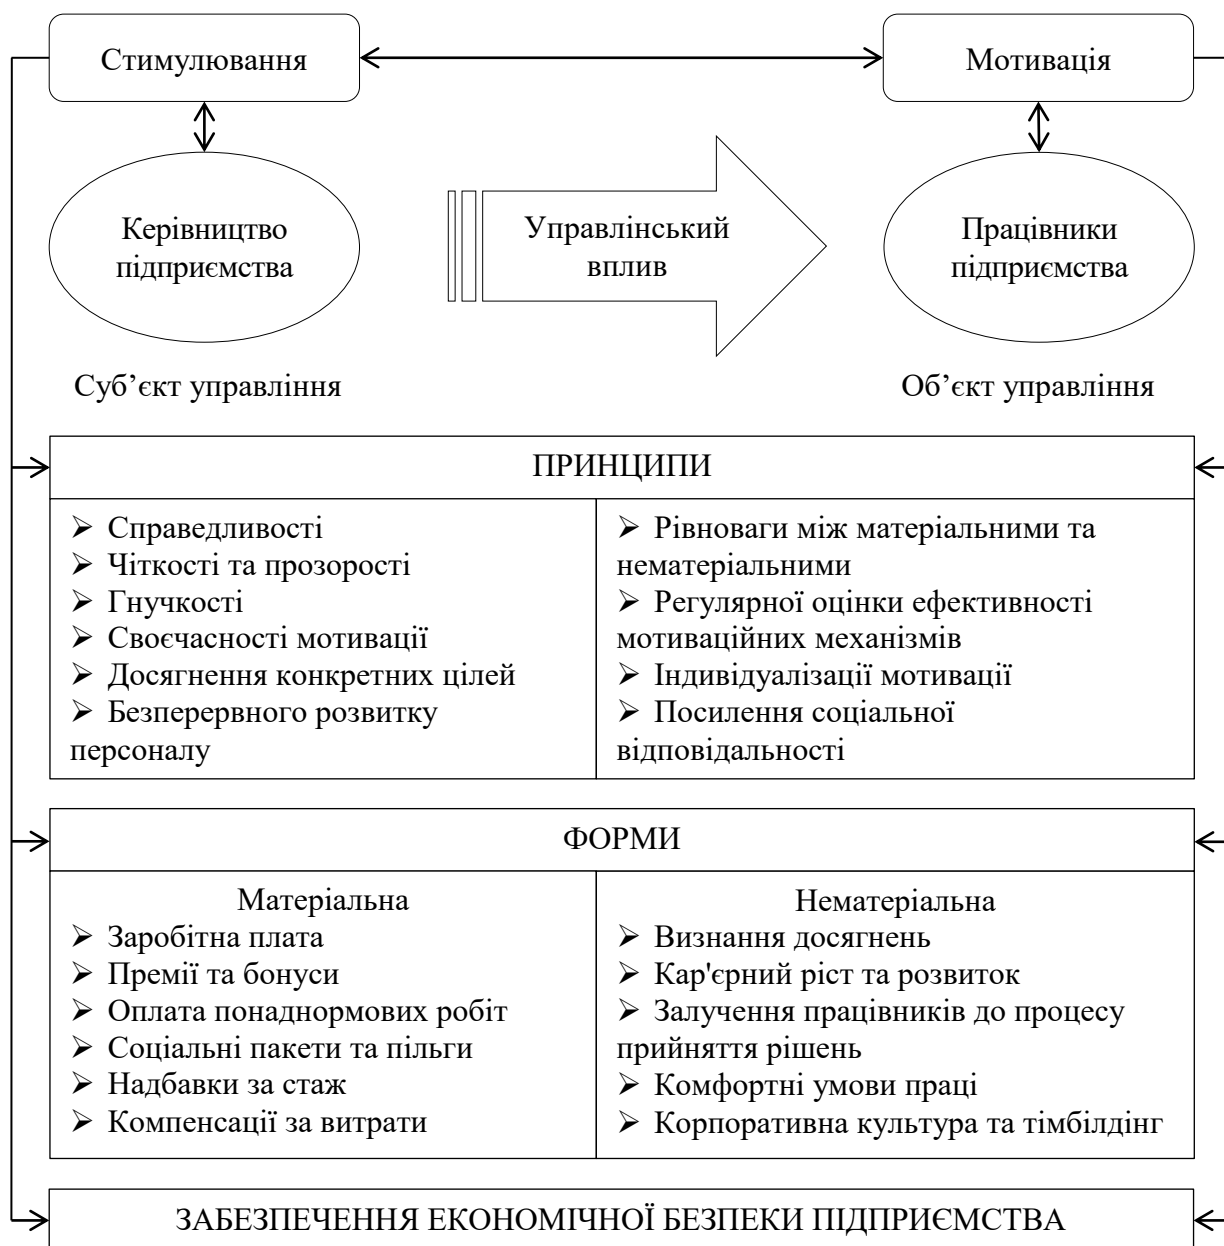 Стимулювання
Мотивація
Керівництво
підприємства
Управлінський
вплив
Працівники
підприємства
Суб’єкт управління
Об’єкт управління
ПРИНЦИПИ
➢ Справедливості
➢ Чіткості та прозорості
➢ Гнучкості
➢ Своєчасності мотивації
➢ Досягнення конкретних цілей
➢ Безперервного розвитку
персоналу
➢ Рівноваги між матеріальними та
нематеріальними
➢ Регулярної оцінки ефективності
мотиваційних механізмів
➢ Індивідуалізації мотивації
➢ Посилення соціальної
відповідальності
ФОРМИ
Матеріальна
➢ Заробітна плата
➢ Премії та бонуси
➢ Оплата понаднормових робіт
➢ Соціальні пакети та пільги
➢ Надбавки за стаж
➢ Компенсації за витрати
Нематеріальна
➢ Визнання досягнень
➢ Кар'єрний ріст та розвиток
➢ Залучення працівників до процесу
прийняття рішень
➢ Комфортні умови праці
➢ Корпоративна культура та тімбілдінг
ЗАБЕЗПЕЧЕННЯ ЕКОНОМІЧНОЇ БЕЗПЕКИ ПІДПРИЄМСТВА